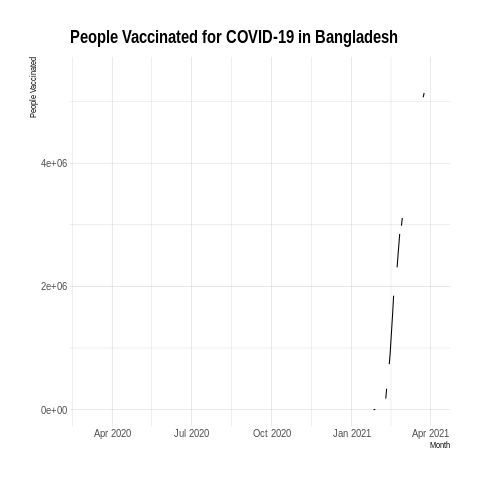 People Vaccinated for COVID-19 in Bangladesh
People Vaccinated
4e+06
2e+06
0e+00
Apr 2020
Jul 2020
Oct 2020
Jan 2021
Apr 2021
Month